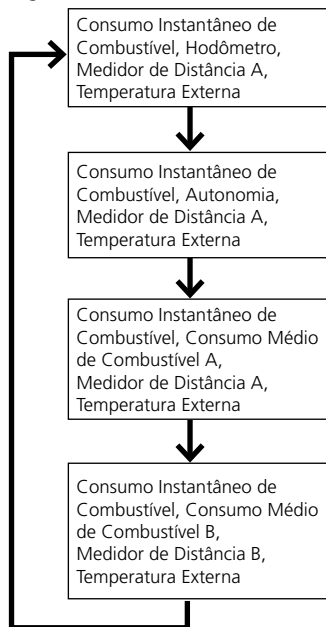 Consumo Instantâneo de
Combustível, Hodômetro,
Medidor de Distância A,
Temperatura Externa
Consumo Instantâneo de
Combustível, Autonomia,
Medidor de Distância A,
Temperatura Externa
Consumo Instantâneo de
Combustível, Consumo Médio
de Combustível A,
Medidor de Distância A,
Temperatura Externa
Consumo Instantâneo de
Combustível, Consumo Médio
de Combustível B,
Medidor de Distância B,
Temperatura Externa